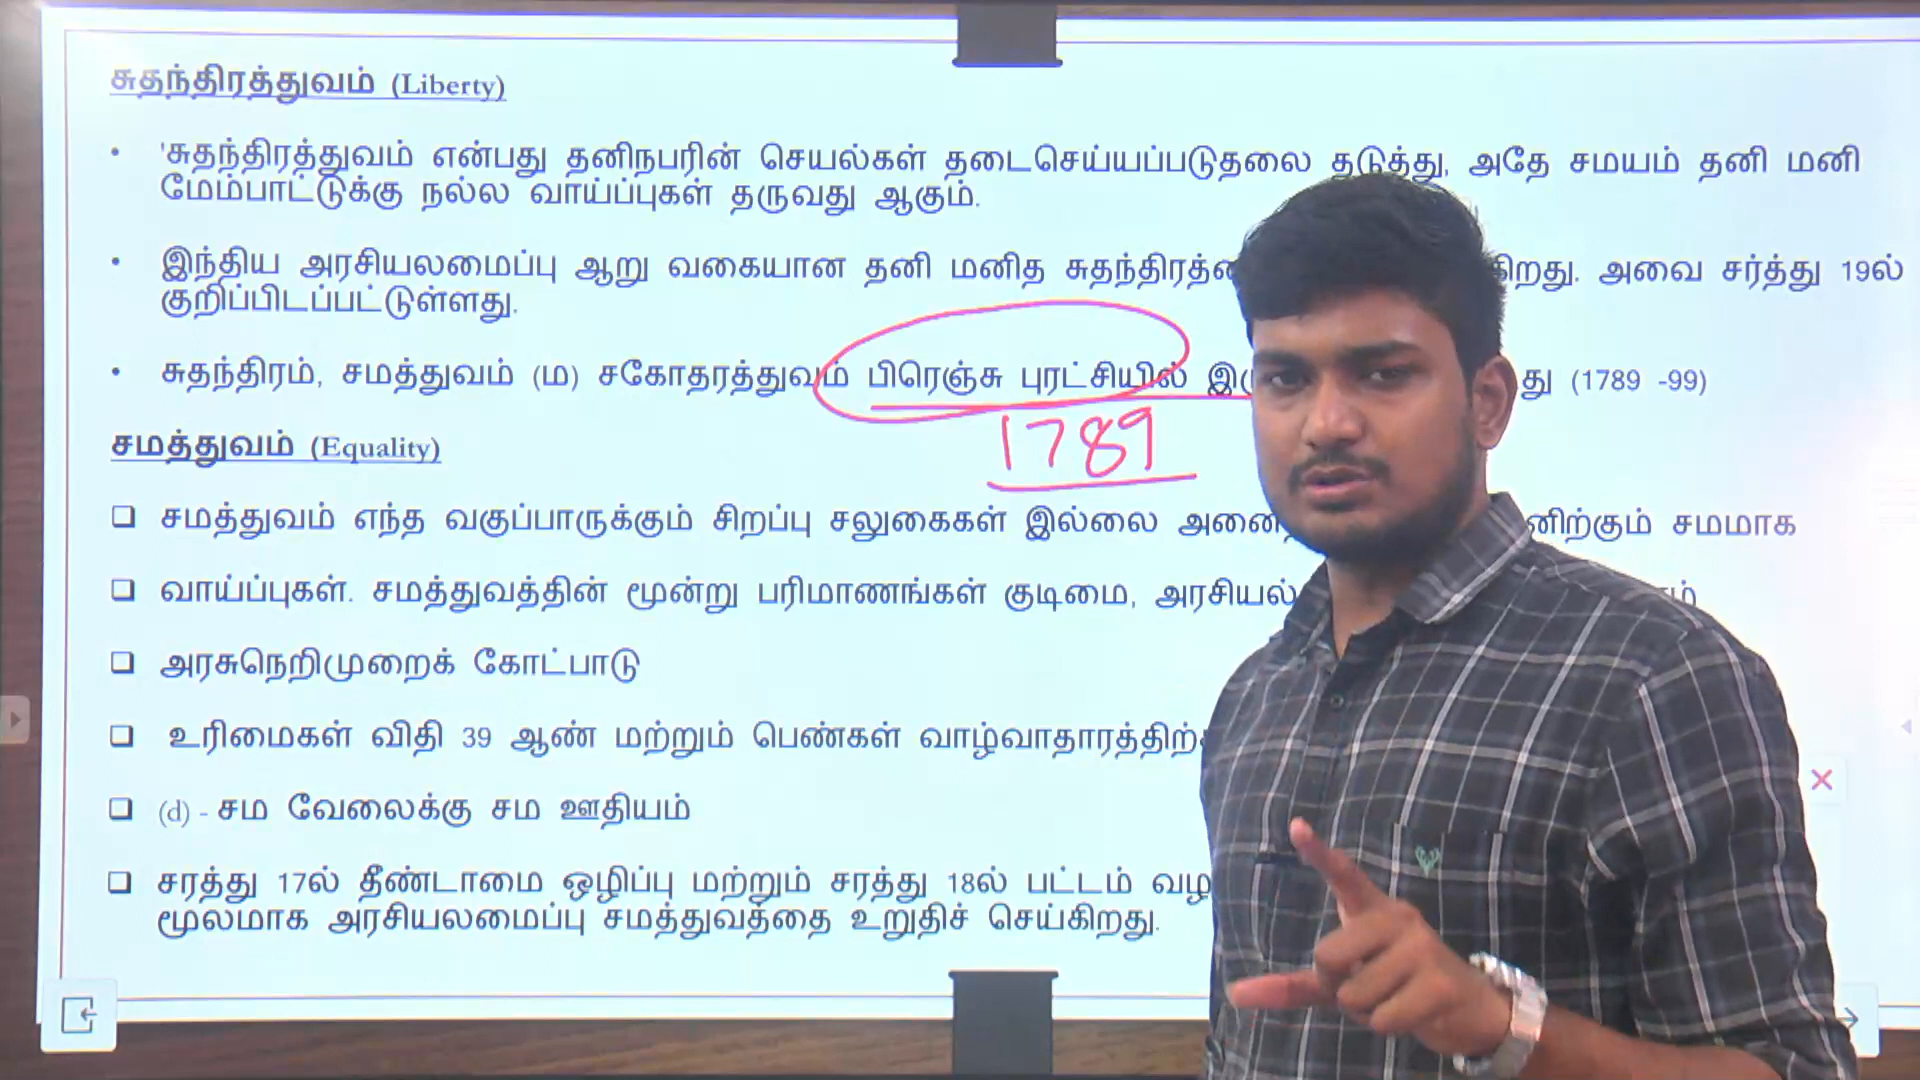 சுதந்திரத்துவம் (Liberty)
• 'சுதந்திரத்துவம் என்பது தனிநபரின் செயல்கள் தடைசெய்யப்படுதலை தடுத்து, அதே சமயம் தனி மனி
மேம்பாட்டுக்கு நல்ல வாய்ப்புகள் தருவது ஆகும்.
• இந்திய அரசியலமைப்பு ஆறு வகையான தனி மனித அவை சர்த்து 19ல்
குறிப்பிடப்பட்டுள்ளது.
• சுதந்திரம், சமத்துவம் (ம) சகோதரத்துவம் பிரெஞ்சு புரட்சியில் (1789 -99)
1789
சமத்துவம் (Equality)
❑ சமத்துவம் எந்த வகுப்பாருக்கும் சிறப்பு சலுகைகள் இல்லை சமமாக
❑ வாய்ப்புகள். சமத்துவத்தின் மூன்று பரிமாணங்கள் குடிமை, அரசியல்
❑ அரசுநெறிமுறைக் கோட்பாடு
❑ உரிமைகள் விதி 39 ஆண் மற்றும் பெண்கள்
❑ (d) - சம வேலைக்கு சம ஊதியம்
❑ சரத்து 17ல் தீண்டாமை ஒழிப்பு மற்றும் சரத்து 18ல் பட்டம்
மூலமாக அரசியலமைப்பு சமத்துவத்தை உறுதிச் செய்கிறது.